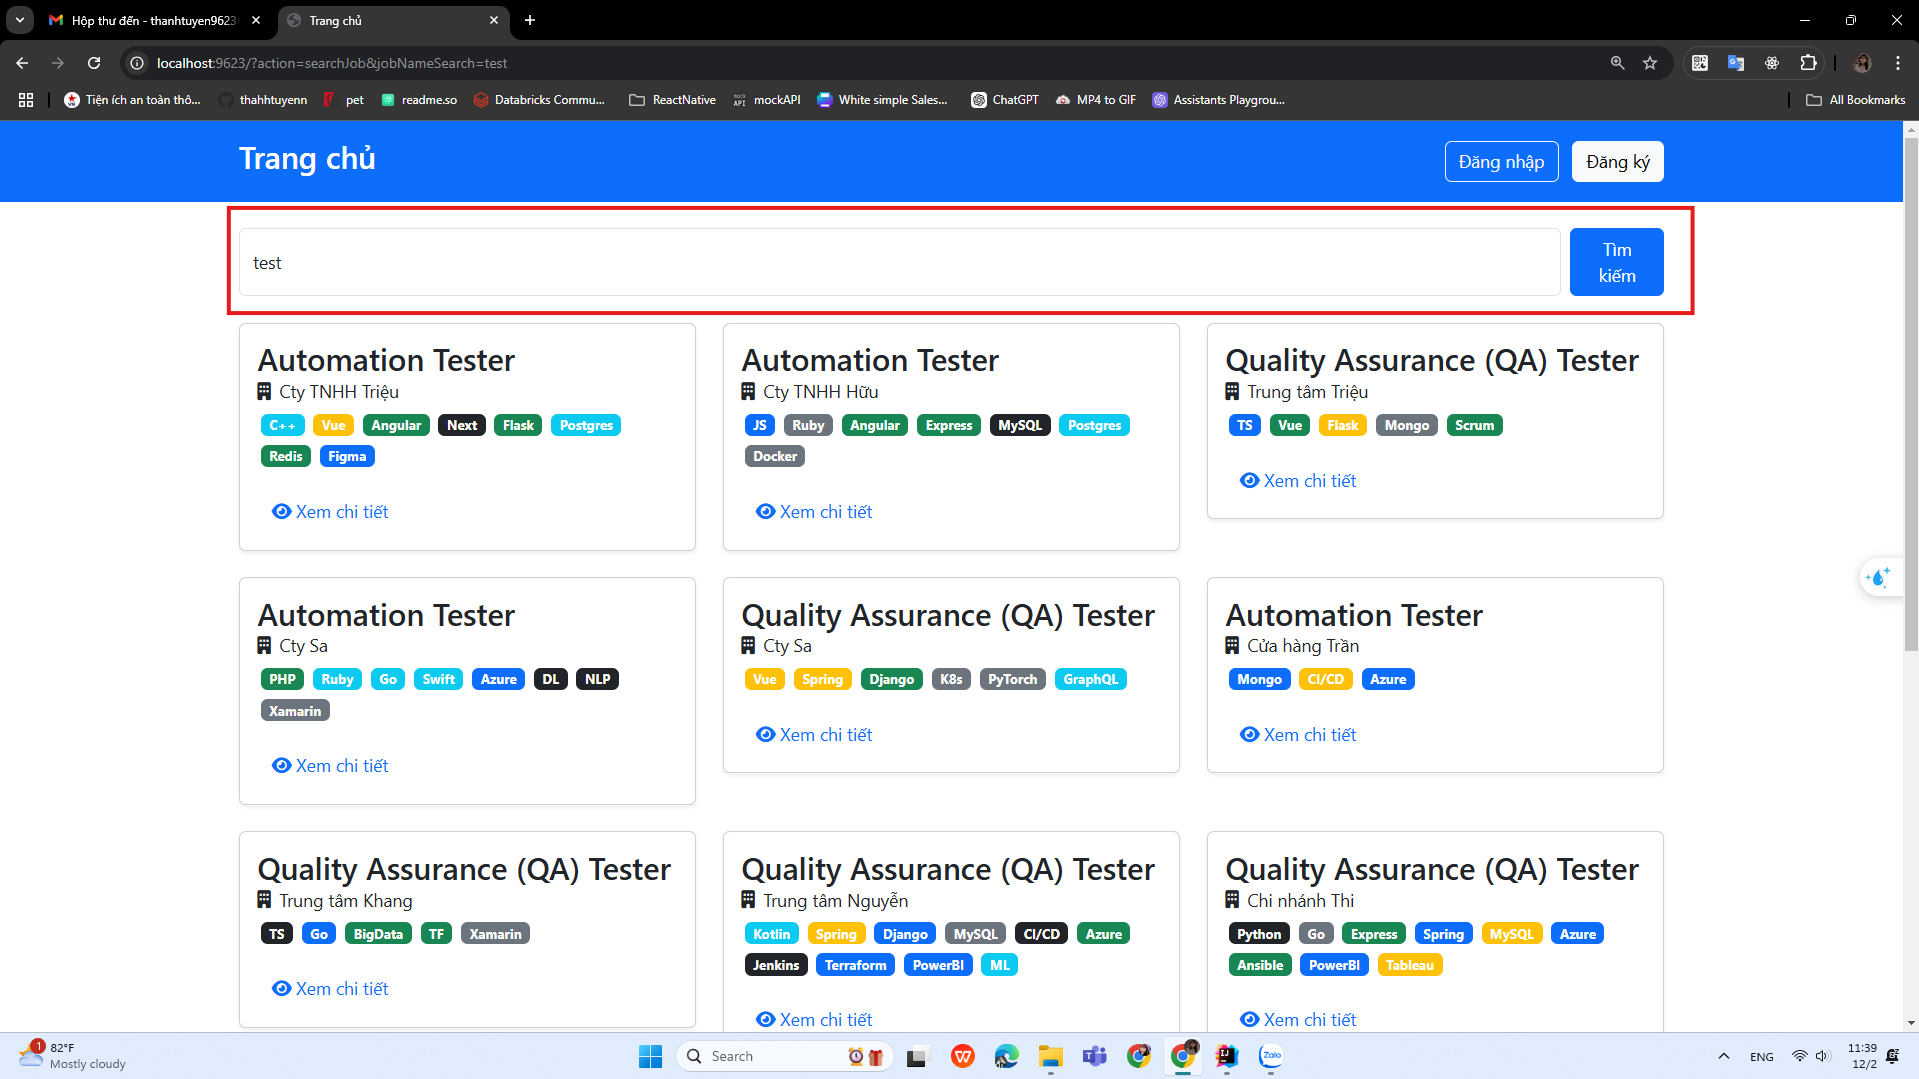 Hộp thư đến - thanhtuyen9623
Trang chủ
localhost:9623/?action=searchJob&jobNameSearch=test
Tiện ích an toàn thô...
thahhtuyenn
pet
readme.so
Databricks Commu...
ReactNative
mock API
mockAPI
White simple Sales...
ChatGPT
MP4 to GIF
Assistants Playgrou...
All Bookmarks
Trang chủ
Đăng nhập
Đăng ký
test
Tìm
kiếm
Automation Tester
Cty TNHH Triệu
C++ Vue Angular Next Flask Postgres
Redis Figma
Xem chi tiết
Automation Tester
Cty TNHH Hữu
JS Ruby Angular Express MySQL Postgres
Docker
Xem chi tiết
Quality Assurance (QA) Tester
Trung tâm Triệu
TS Vue Flask Mongo Scrum
Xem chi tiết
Automation Tester
Cty Sa
PHP Ruby Go Swift Azure DL NLP
Xamarin
Xem chi tiết
Quality Assurance (QA) Tester
Cty Sa
Vue Spring Django K8s PyTorch GraphQL
Xem chi tiết
Automation Tester
Cửa hàng Trần
Mongo CI/CD Azure
Xem chi tiết
Quality Assurance (QA) Tester
Trung tâm Khang
TS Go BigData TF Xamarin
Xem chi tiết
Quality Assurance (QA) Tester
Trung tâm Nguyễn
Kotlin Spring Django MySQL CI/CD Azure
Jenkins Terraform PowerBI ML
Xem chi tiết
Quality Assurance (QA) Tester
Chi nhánh Thi
Python Go Express Spring MySQL Azure
Ansible PowerBI Tableau
Xem chi tiết
1
82°F
Mostly cloudy
Search
Zalo
ENG
11:39
12/2